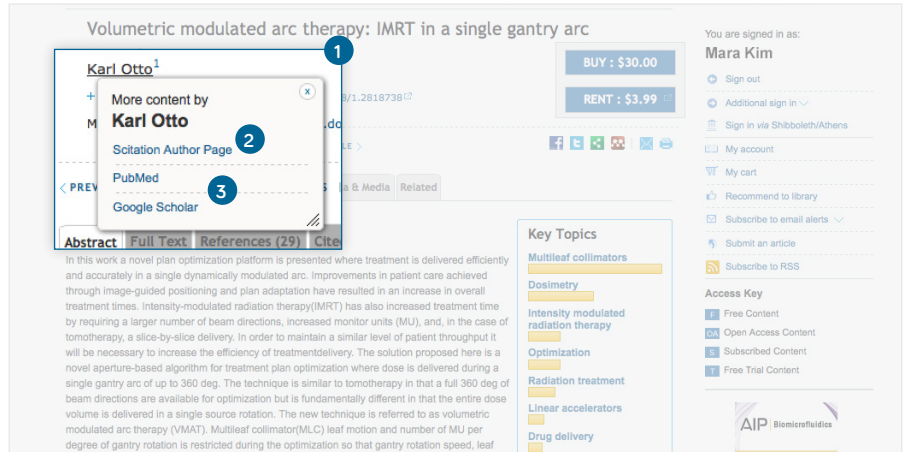 Volumetric modulated arc therapy: IMRT in a single gantry arc
1
Karl Otto1
+
8/1.2818738
M
.do
LE >
More content by
Karl Otto
x
Scitation Author Page
2
PubMed
3
Google Scholar
BUY : $30.00
RENT : $3.99
< PREV
S
a & Media
Related
Abstract
Full Text
References (29)
Cite
In this work a novel plan optimization platform is presented where treatment is delivered efficiently
and accurately in a single dynamically modulated arc. Improvements in patient care achieved
through image-guided positioning and plan adaptation have resulted in an increase in overall
treatment times. Intensity-modulated radiation therapy(IMRT) has also increased treatment time
by requiring a larger number of beam directions, increased monitor units (MU), and, in the case of
tomotherapy, a slice-by-slice delivery. In order to maintain a similar level of patient throughput it
will be necessary to increase the efficiency of treatmentdelivery. The solution proposed here is a
novel aperture-based algorithm for treatment plan optimization where dose is delivered during a
single gantry arc of up to 360 deg. The technique is similar to tomotherapy in that a full 360 deg of
beam directions are available for optimization but is fundamentally different in that the entire dose
volume is delivered in a single source rotation. The new technique is referred to as volumetric
modulated arc therapy (VMAT). Multileaf collimator(MLC) leaf motion and number of MU per
degree of gantry rotation is restricted during the optimization so that gantry rotation speed, leaf
Key Topics
Multileaf collimators
Dosimetry
Intensity modulated
radiation therapy
Optimization
Radiation treatment
Linear accelerators
Drug delivery
You are signed in as:
Mara Kim
Sign out
Additional sign in
Sign in via Shibboleth/Athens
My account
My cart
Recommend to library
Subscribe to email alerts
Submit an article
Subscribe to RSS
Access Key
F Free Content
OA Open Access Content
S Subscribed Content
T Free Trial Content
AIP Biomicrofluidics